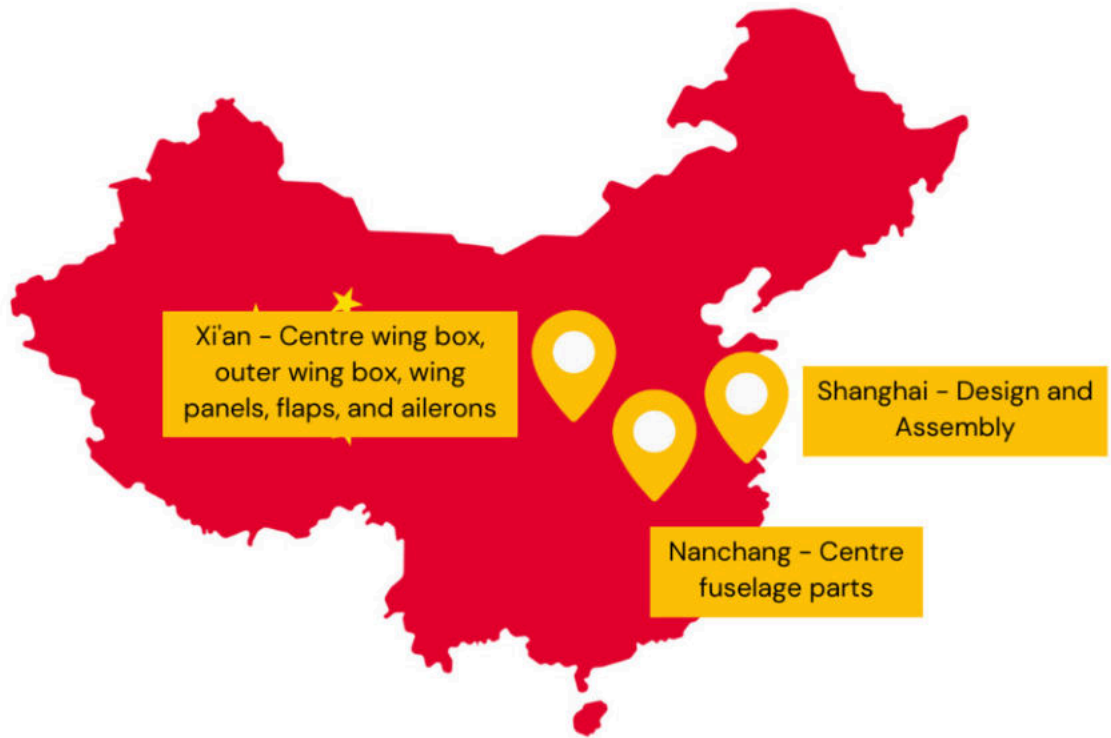 Xi'an – Centre wing box,
outer wing box, wing
panels, flaps, and ailerons
Shanghai – Design and
Assembly
Nanchang – Centre
fuselage parts